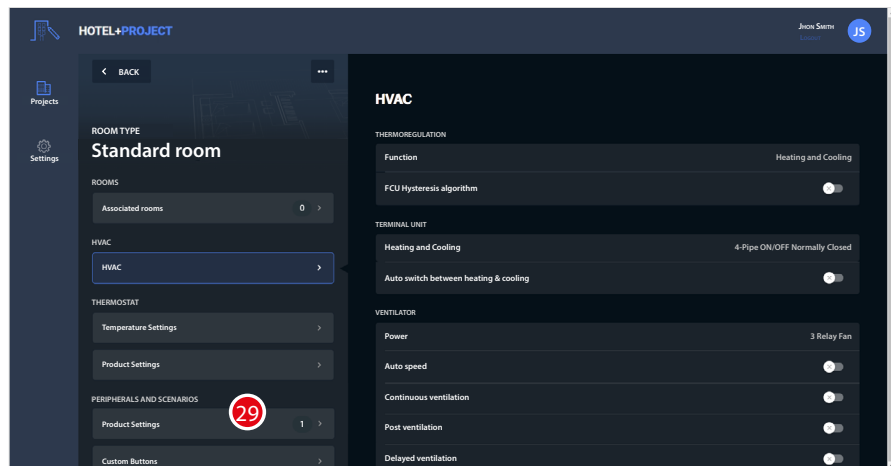 HOTEL+PROJECT
JHON SMITH
Logout
JS
Projects
Settings
BACK
ROOM TYPE
Standard room
ROOMS
Associated rooms 0
HVAC
HVAC
THERMOSTAT
Temperature Settings
Product Settings
PERIPHERALS AND SCENARIOS
29
Product Settings 1
Custom Buttons
HVAC
THERMOREGULATION
Function Heating and Cooling
FCU Hysteresis algorithm
TERMINAL UNIT
Heating and Cooling 4-Pipe ON/OFF Normally Closed
Auto switch between heating & cooling
VENTILATOR
Power 3 Relay Fan
Auto speed
Continuous ventilation
Post ventilation
Delayed ventilation